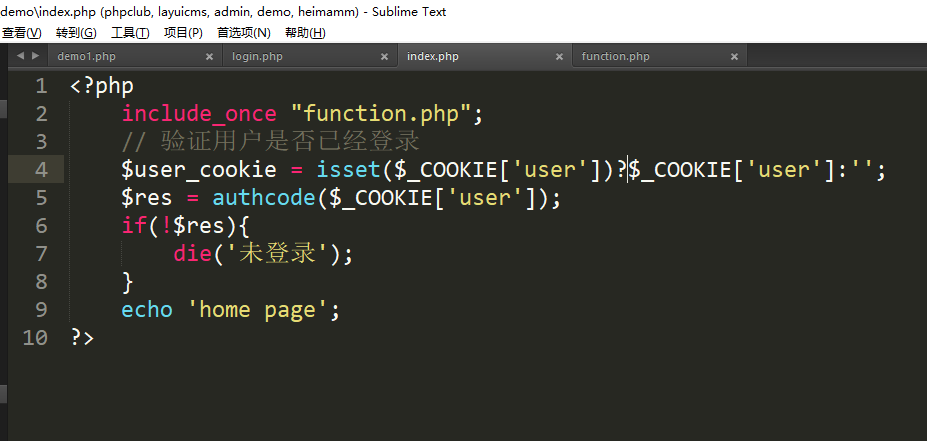 demo\index.php (phpclub, layuicms, admin, demo, heimamm) - Sublime Text
查看(V) 转到(G) 工具(T) 项目(P) 首选项(N) 帮助(H)
demo1.php × login.php × index.php × function.php ×
1 <?php
2 include_once "function.php";
3 // 验证用户是否已经登录
4 $user_cookie = isset($_COOKIE['user'])?$_COOKIE['user']:'';
5 $res = authcode($_COOKIE['user']);
6 if(!$res){
7 die('未登录');
8 }
9 echo 'home page';
10 ?>